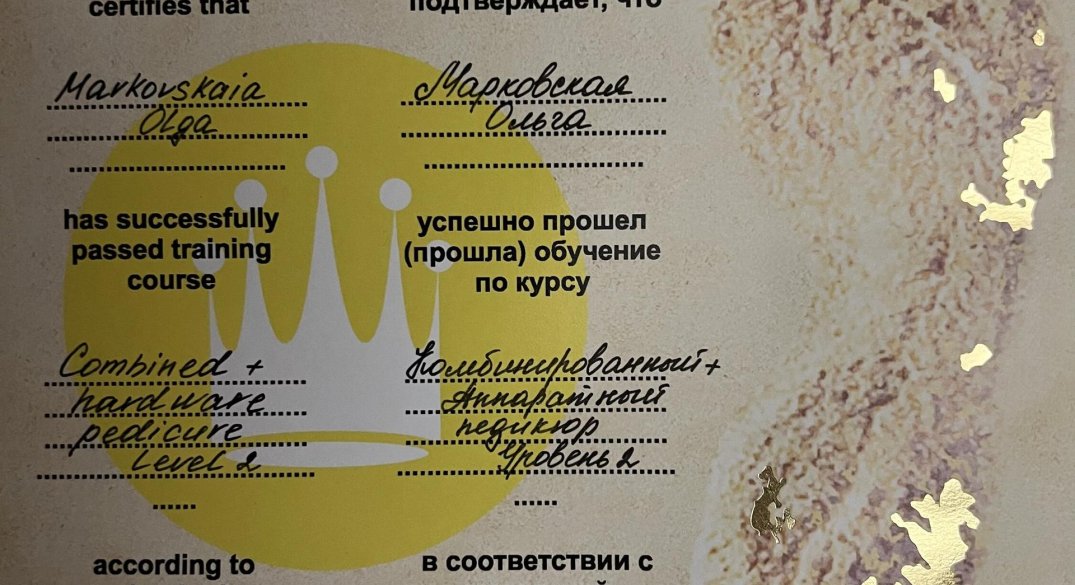 certifies that
Markovskaia
Olga
has successfully
passed training
course
Combined +
hardware
pedicure
Level 2
according to
подтверждает, что
Марковская
Ольга
успешно прошел
(прошла) обучение
по курсу
Комбинированный +
Аппаратный
педикюр
Уровень 2
в соответствии с